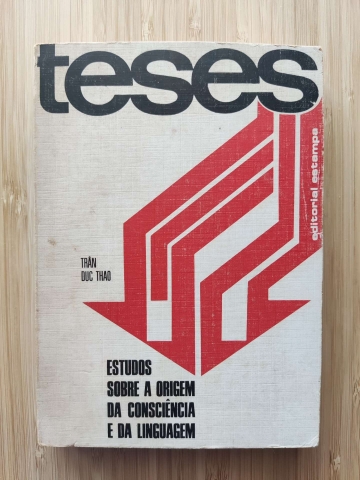 teses
editorial estampa
TRÂN
DUC THAO
ESTUDOS
SOBRE A ORIGEM
DA CONSCIÊNCIA
E DA LINGUAGEM